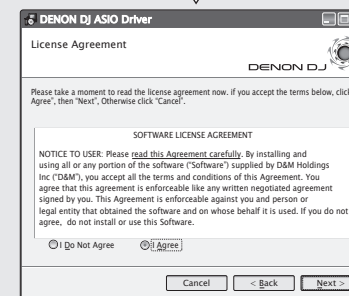 DENON DJ ASIO Driver
License Agreement
DENON DJ
Please take a moment to read the license agreement now. if you accept the terms below, click
Agree", then "Next", Otherwise click "Cancel".
SOFTWARE LICENSE AGREEMENT
NOTICE TO USER: Please read this Agreement carefully. By installing and
using all or any portion of the software ("Software") supplied by D&M Holdings
Inc ("D&M"), you accept all the terms and conditions of this Agreement. You
agree that this agreement is enforceable like any written negotiated agreement
signed by you. This Agreement is enforceable against you and person or
legal entity that obtained the software and on whose behalf it is used. If you do not
agree, do not install or use this Software.
I Do Not Agree
I Agree
Cancel
< Back
Next >